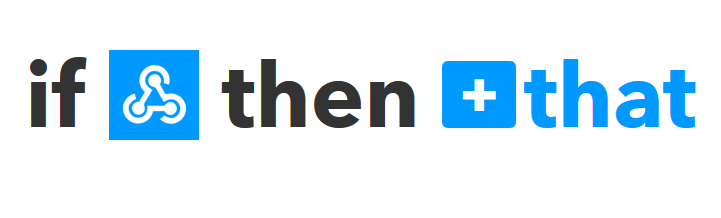 if then +that